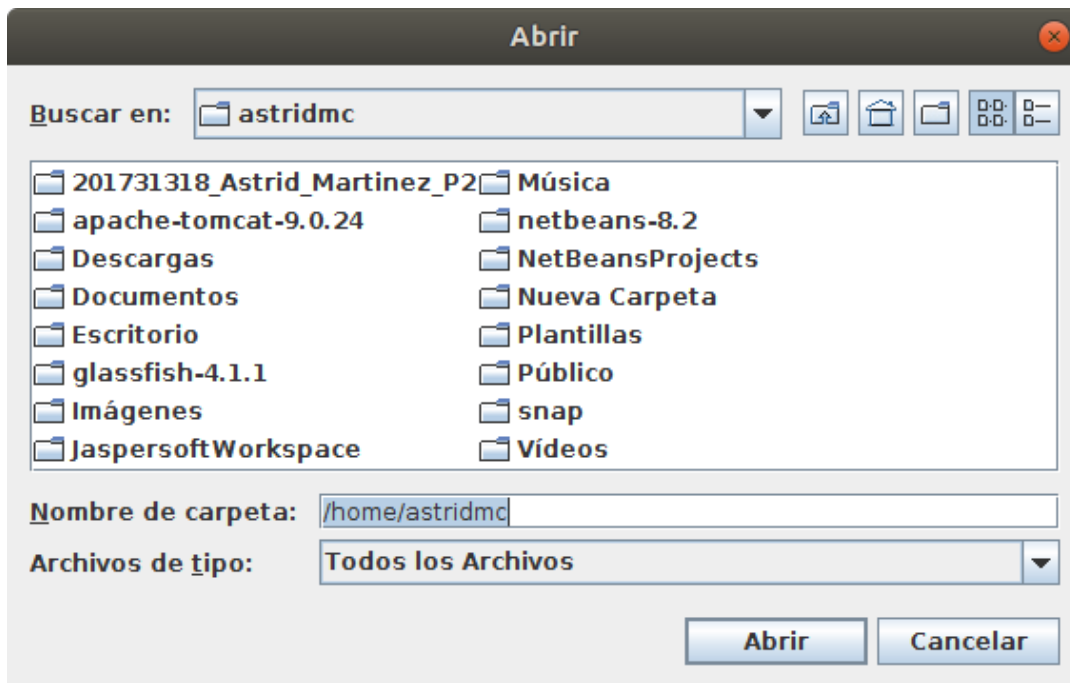 Abrir
Buscar en: astridmc
201731318_Astrid_Martinez_P2
apache-tomcat-9.0.24
Descargas
Documentos
Escritorio
glassfish-4.1.1
Imágenes
JaspersoftWorkspace
Música
netbeans-8.2
NetBeansProjects
Nueva Carpeta
Plantillas
Público
snap
Vídeos
Nombre de carpeta: /home/astridmc
Archivos de tipo: Todos los Archivos
Abrir Cancelar